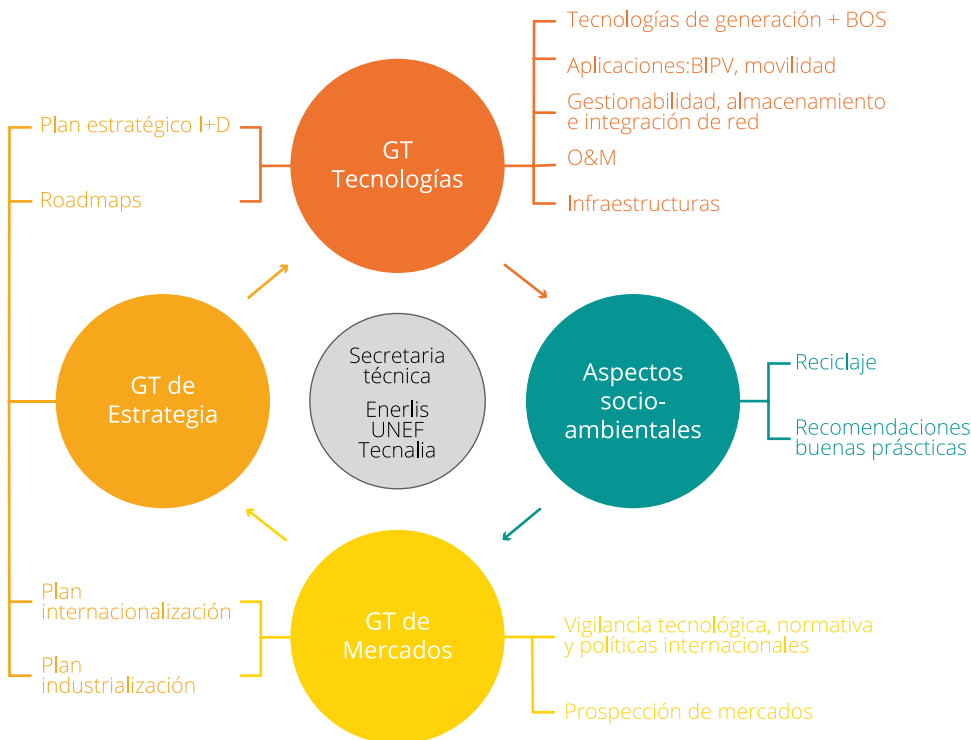 Tecnologías de generación + BOS
Aplicaciones:BIPV, movilidad
Gestionabilidad, almacenamiento
e integración de red
O&M
Infraestructuras
Plan estratégico I+D
Roadmaps
GT
Tecnologías
GT de
Estrategia
Secretaria
técnica
Enerlis
UNEF
Tecnalia
Aspectos
socio-
ambientales
Reciclaje
Recomendaciones
buenas práscticas
Plan
internacionalización
Plan
industrialización
GT de
Mercados
Vigilancia tecnológica, normativa
y políticas internacionales
Prospección de mercados